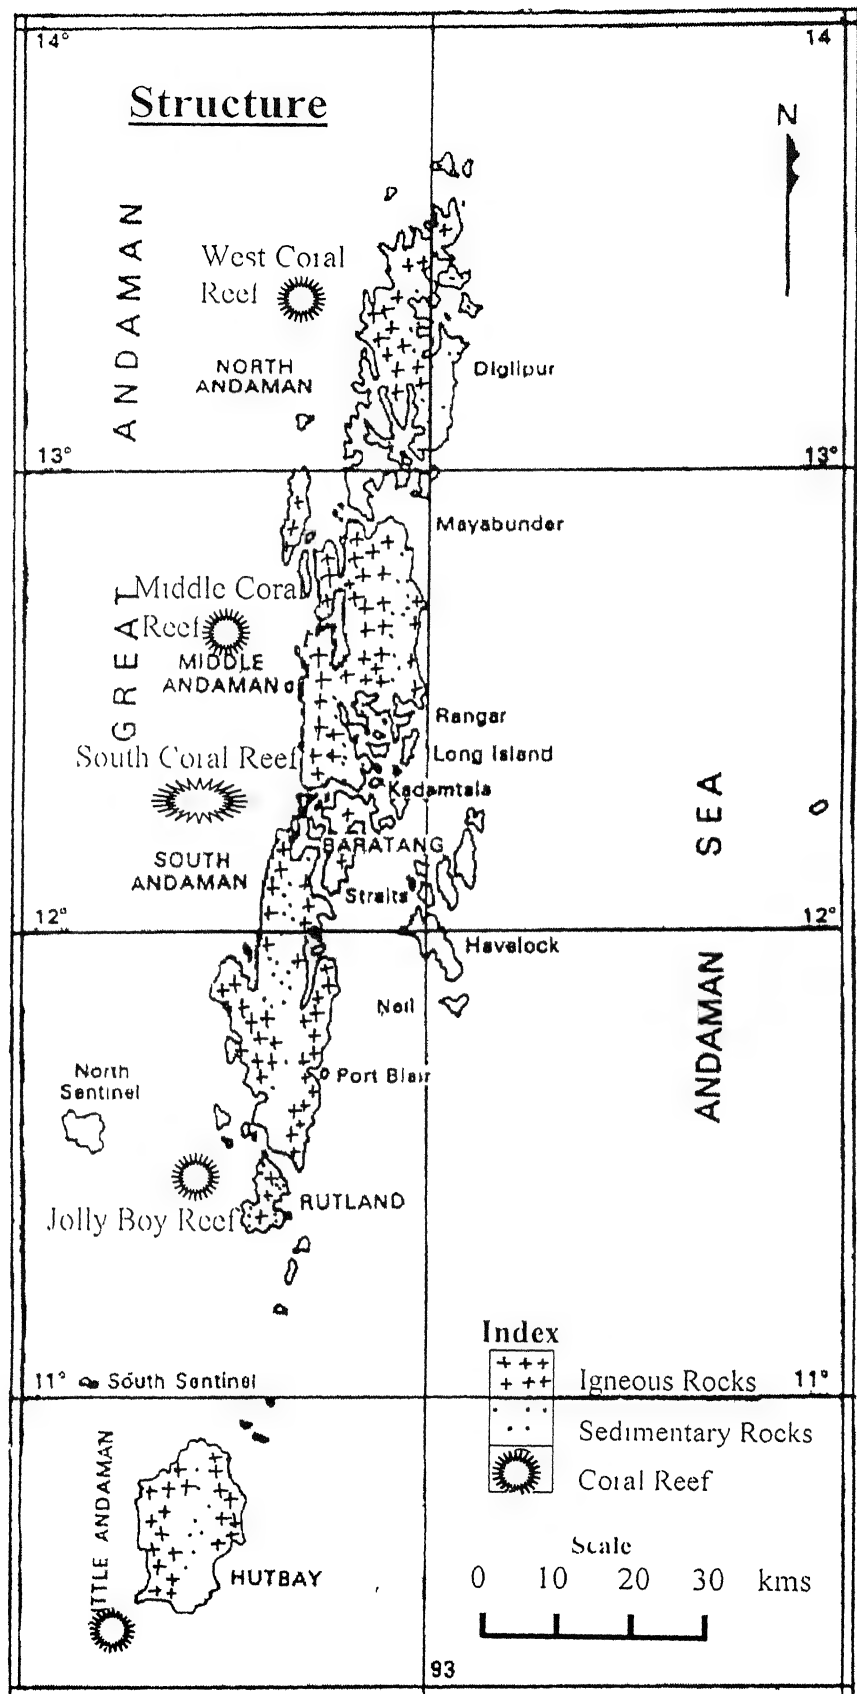 14°
14
Structure
N
ANDAMAN
West Coral
Reef
NORTH
ANDAMAN
Diglipur
13°
13°
Mayabunder
GREAT
Middle Coral
Reef
MIDDLE
ANDAMAN
Rangar
Long Island
South Coral Reef
Kadamtala
SEA
BARATANG
SOUTH
ANDAMAN
Straits
12°
12°
Havelock
ANDAMAN
Neil
North
Sentinel
Port Blair
Jolly Boy Reef
RUTLAND
Index
11°
South Sentinel
11°
Igneous Rocks
Sedimentary Rocks
Coral Reef
ITTLE ANDAMAN
Scale
HUTBAY
0 10 20 30 kms
93